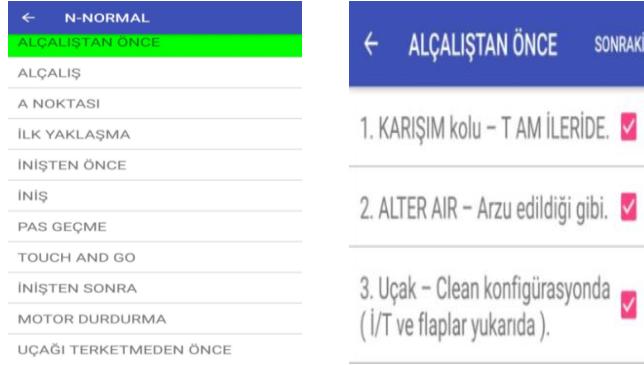 ← N-NORMAL
ALÇALIŞTAN ÖNCE
ALÇALIŞ
A NOKTASI
İLK YAKLAŞMA
İNİŞTEN ÖNCE
İNİŞ
PAS GEÇME
TOUCH AND GO
İNİŞTEN SONRA
MOTOR DURDURMA
UÇAĞI TERKETMEDEN ÖNCE
← ALÇALIŞTAN ÖNCE SONRAKİ
1. KARIŞIM kolu – T AM İLERİDE.
2. ALTER AIR – Arzu edildiği gibi.
3. Uçak – Clean konfigürasyonda
( İ/T ve flaplar yukarıda ).